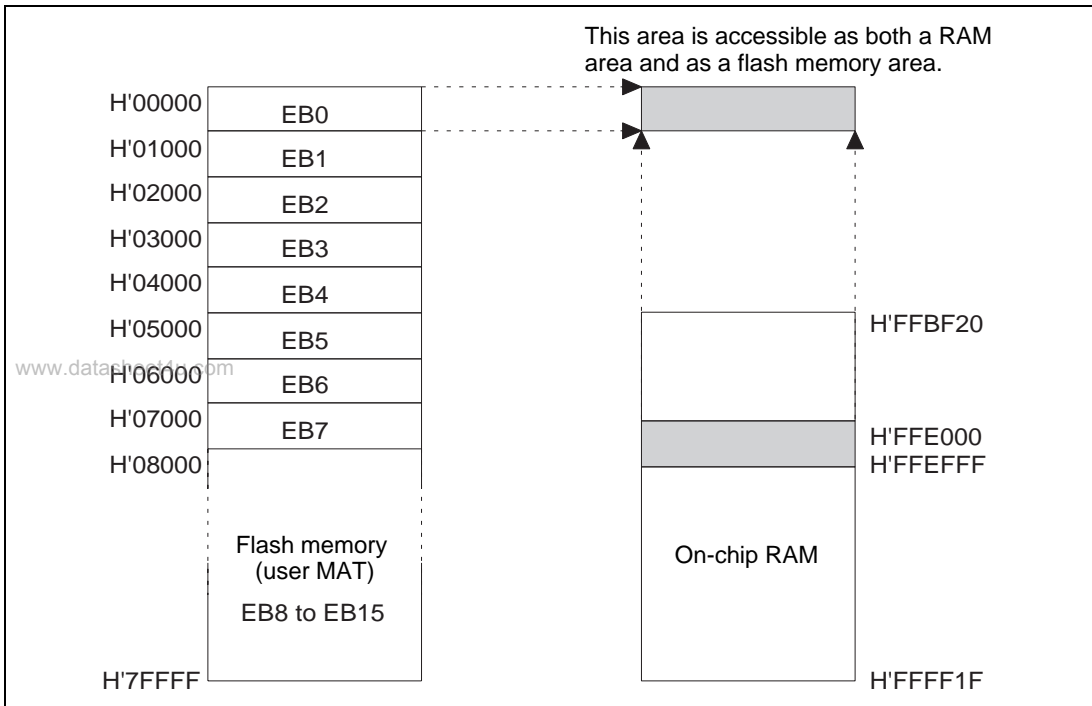 This area is accessible as both a RAM
area and as a flash memory area.
H'00000
EB0
H'01000
EB1
H'02000
EB2
H'03000
EB3
H'04000
EB4
H'05000
EB5
www.datasheet4u.com
H'06000
EB6
H'07000
EB7
H'08000
Flash memory
(user MAT)
EB8 to EB15
H'7FFFF
H'FFBF20
H'FFE000
H'FFEFFF
On-chip RAM
H'FFFF1F